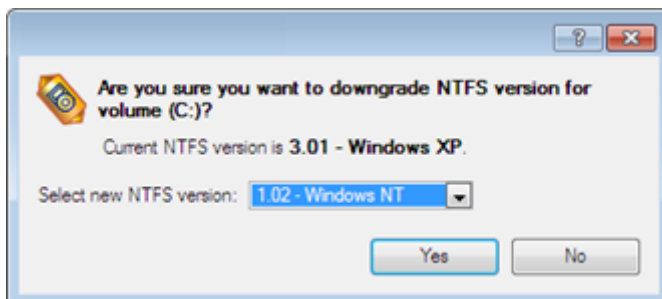 Are you sure you want to downgrade NTFS version for
volume (C:)?
Current NTFS version is 3.01 - Windows XP.
Select new NTFS version: 1.02 - Windows NT
Yes No